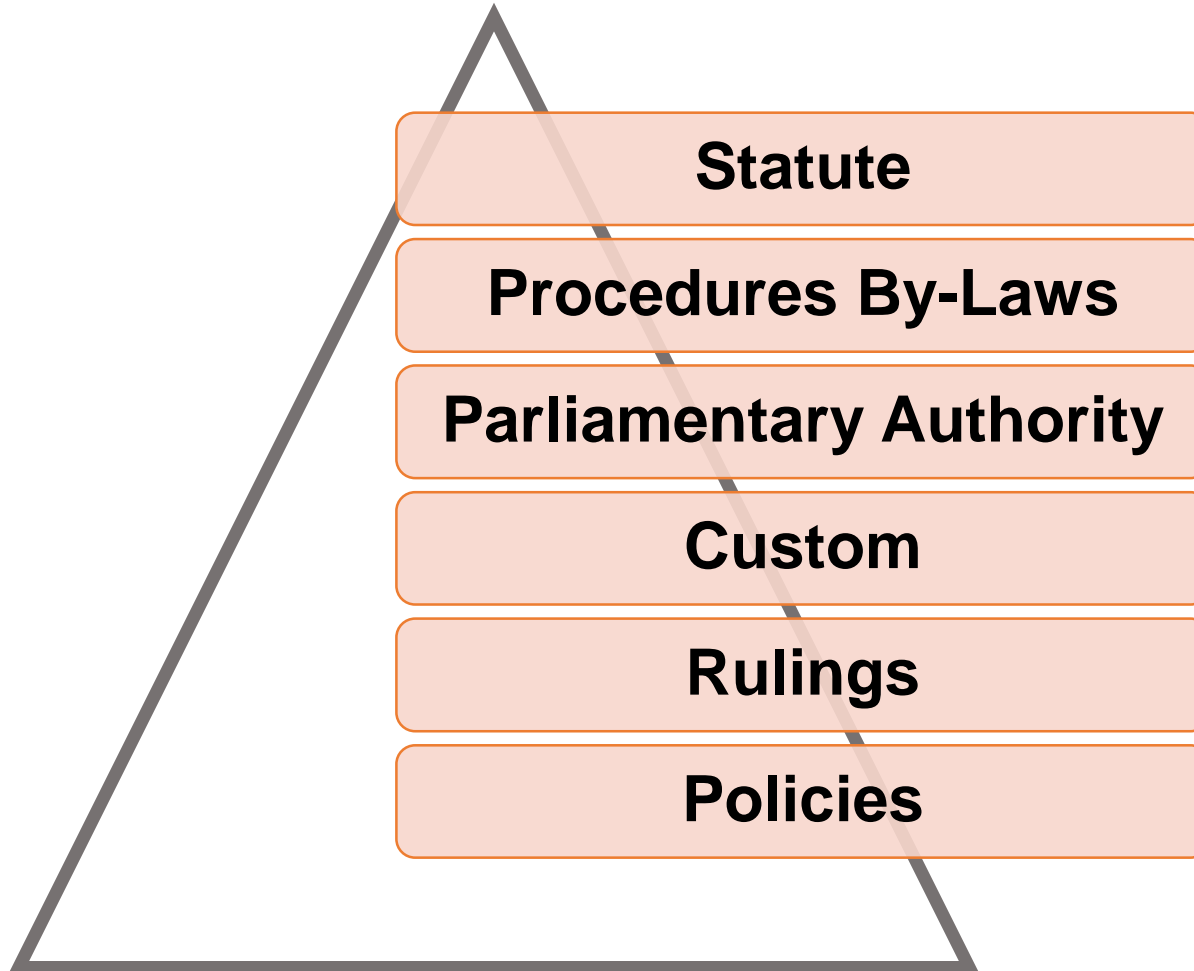 Statute
Procedures By-Laws
Parliamentary Authority
Custom
Rulings
Policies